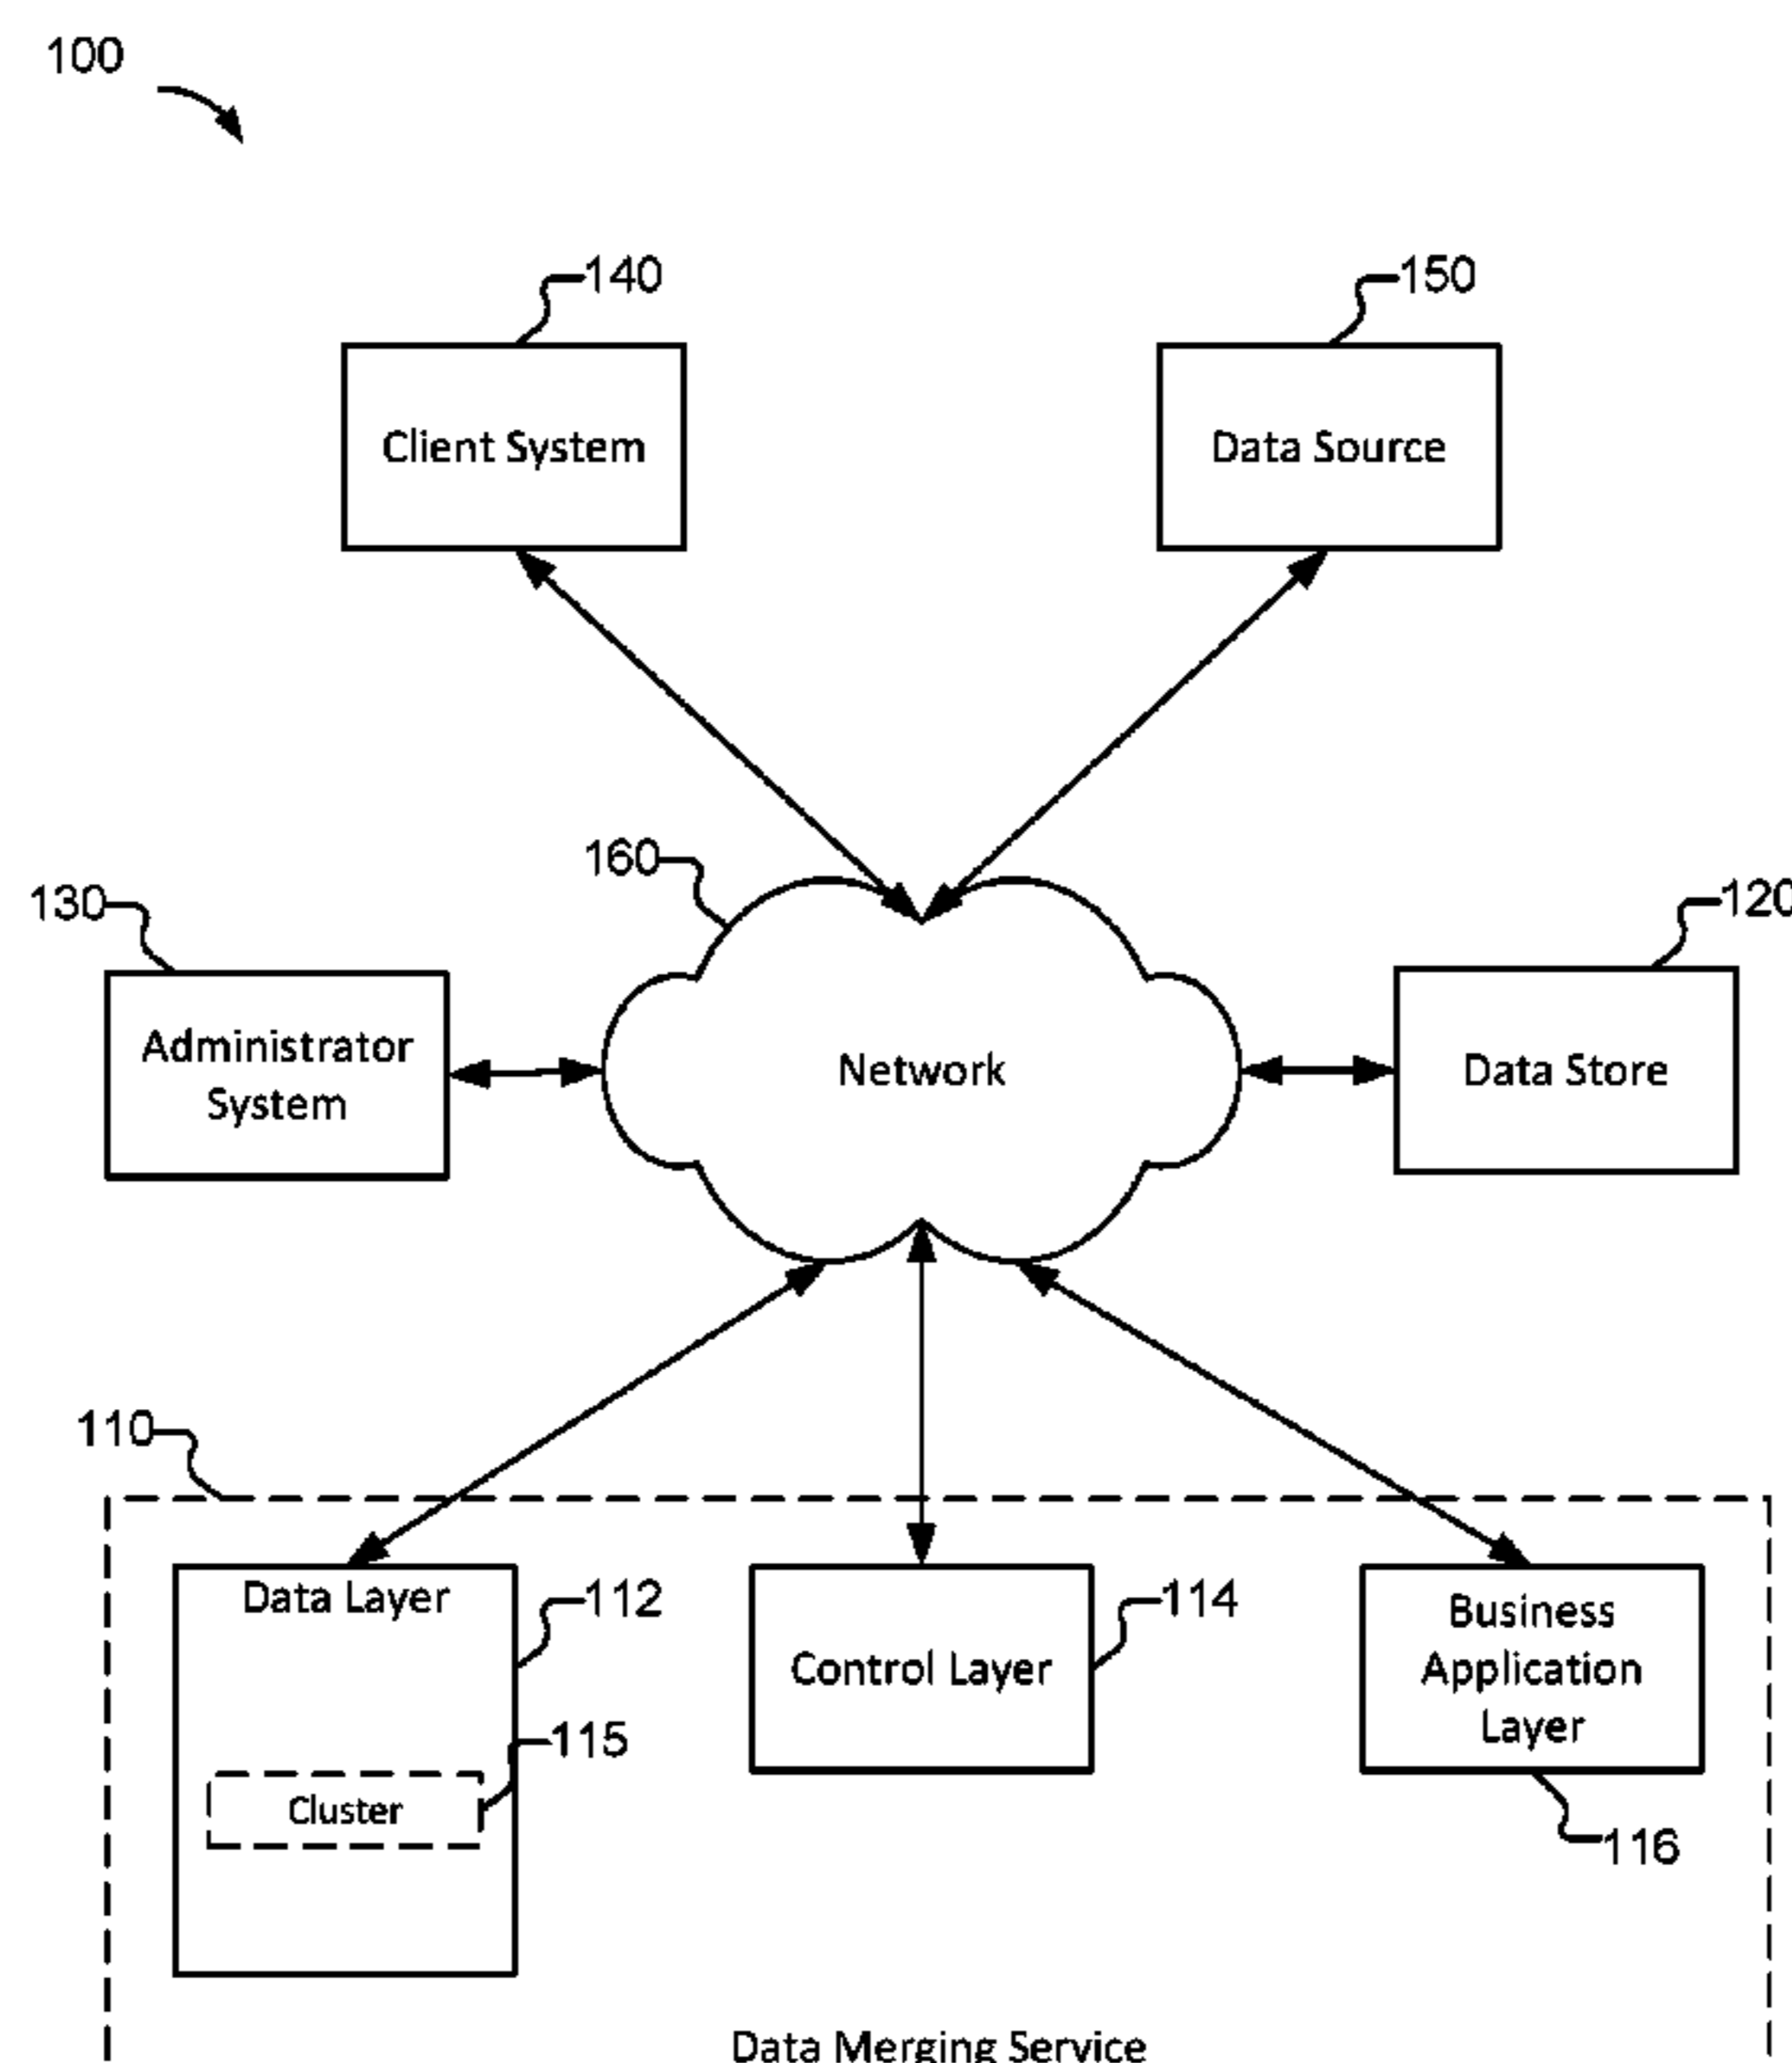 100
140
150
Client System
Data Source
160
130
120
Administrator
System
Network
Data Store
110
Data Layer
112
Control Layer
114
Business
Application
Layer
115
Cluster
116
Data Merging Service